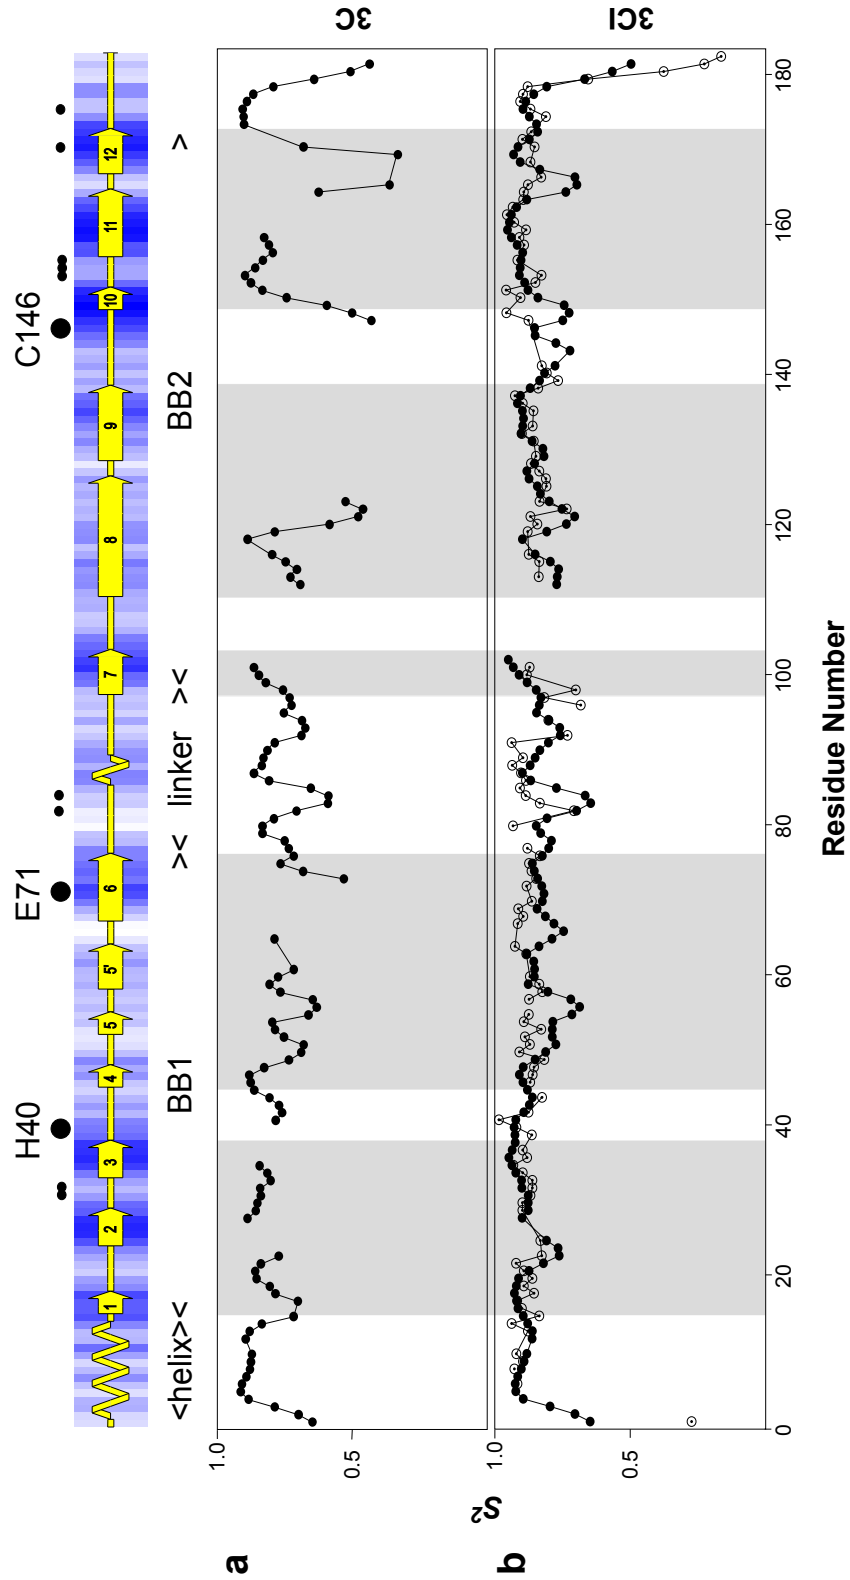 H40 E71 C146
1 2 3 4 5 5' 6 7 8 9 10 11 12
<helix>< BB1 >< linker >< BB2 >
a
1.0
0.5
3C
S²
b
1.0
0.5
3CI
0 20 40 60 80 100 120 140 160 180
Residue Number